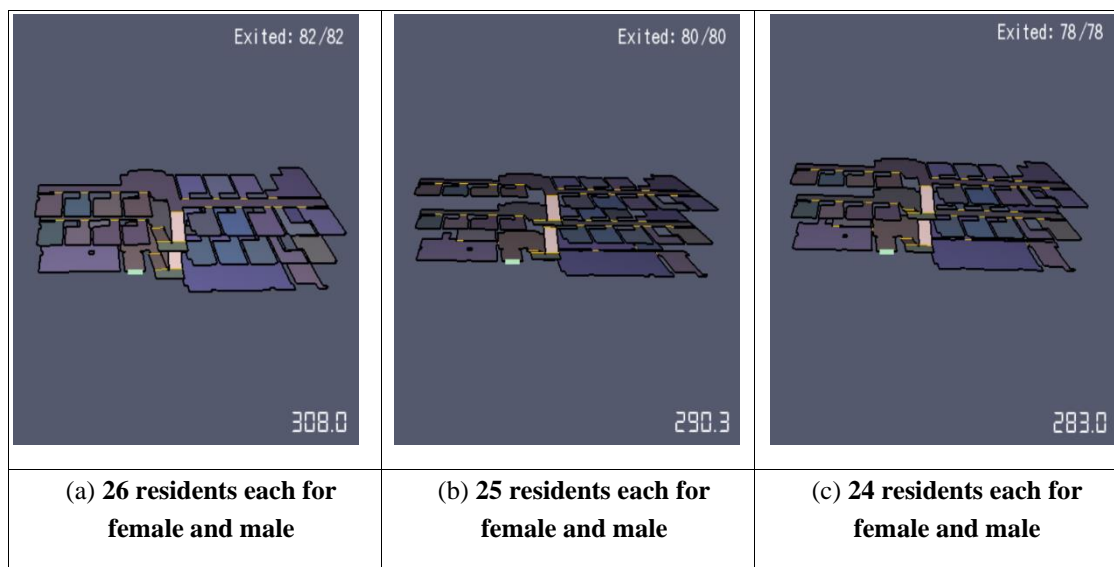 Exited: 82/82
308.0
Exited: 80/80
290.3
Exited: 78/78
283.0
(a) 26 residents each for
female and male
(b) 25 residents each for
female and male
(c) 24 residents each for
female and male